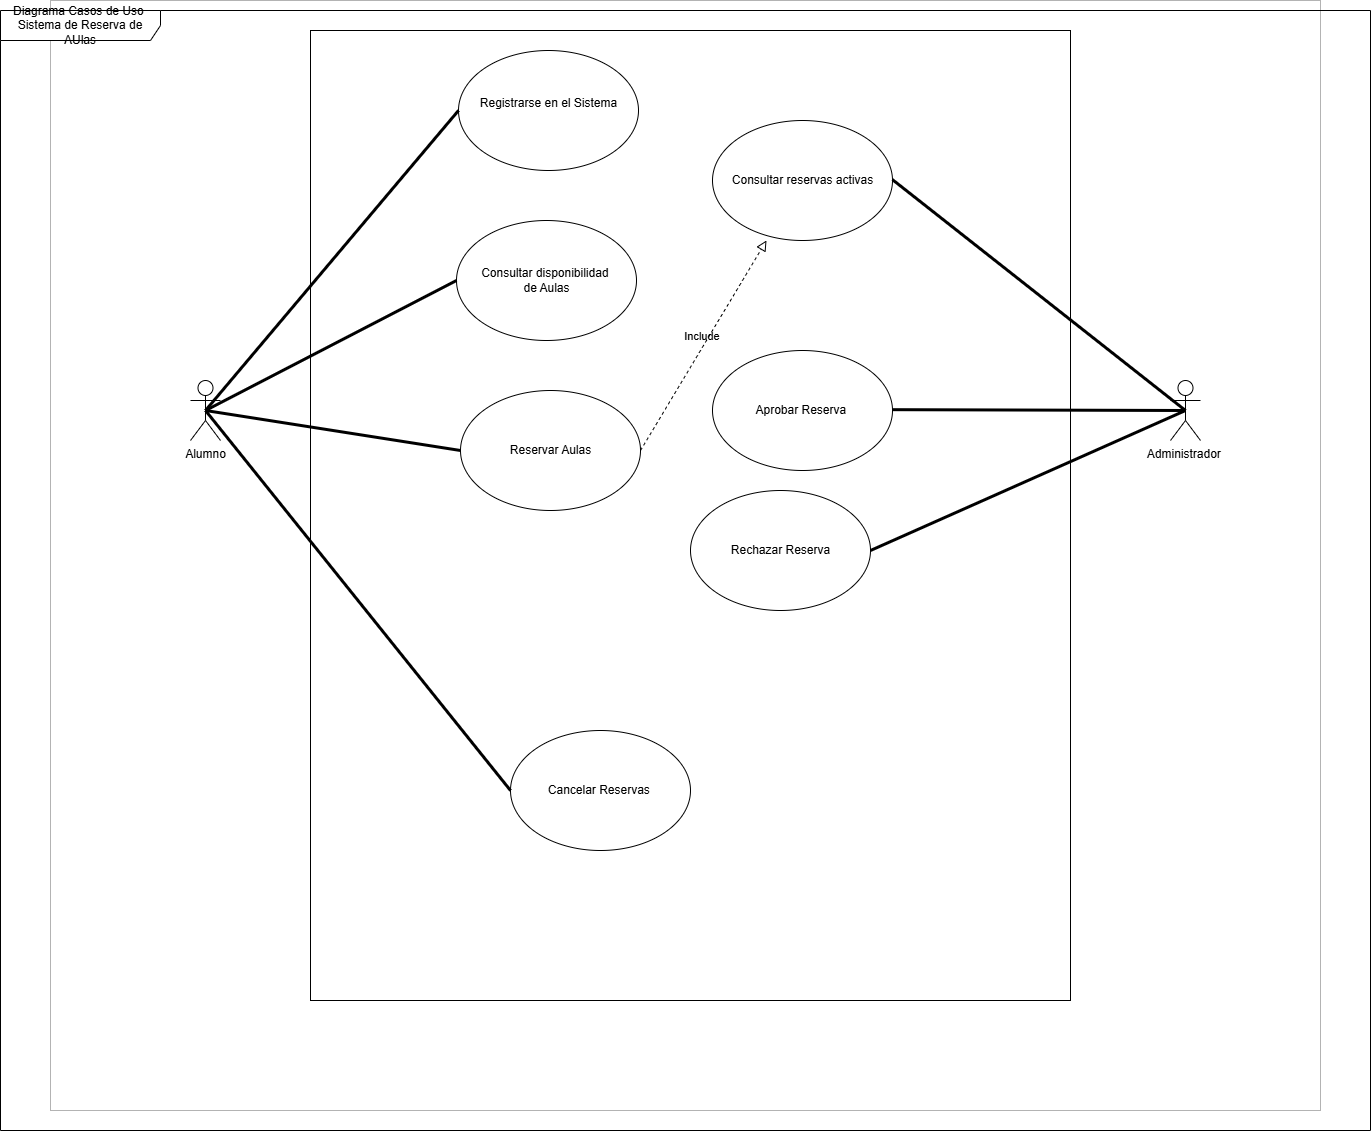 Diagrama Casos de Uso
Sistema de Reserva de
AUlas
Registrarse en el Sistema
Consultar reservas activas
Consultar disponibilidad
de Aulas
Include
Aprobar Reserva
Reservar Aulas
Alumno
Administrador
Rechazar Reserva
Cancelar Reservas